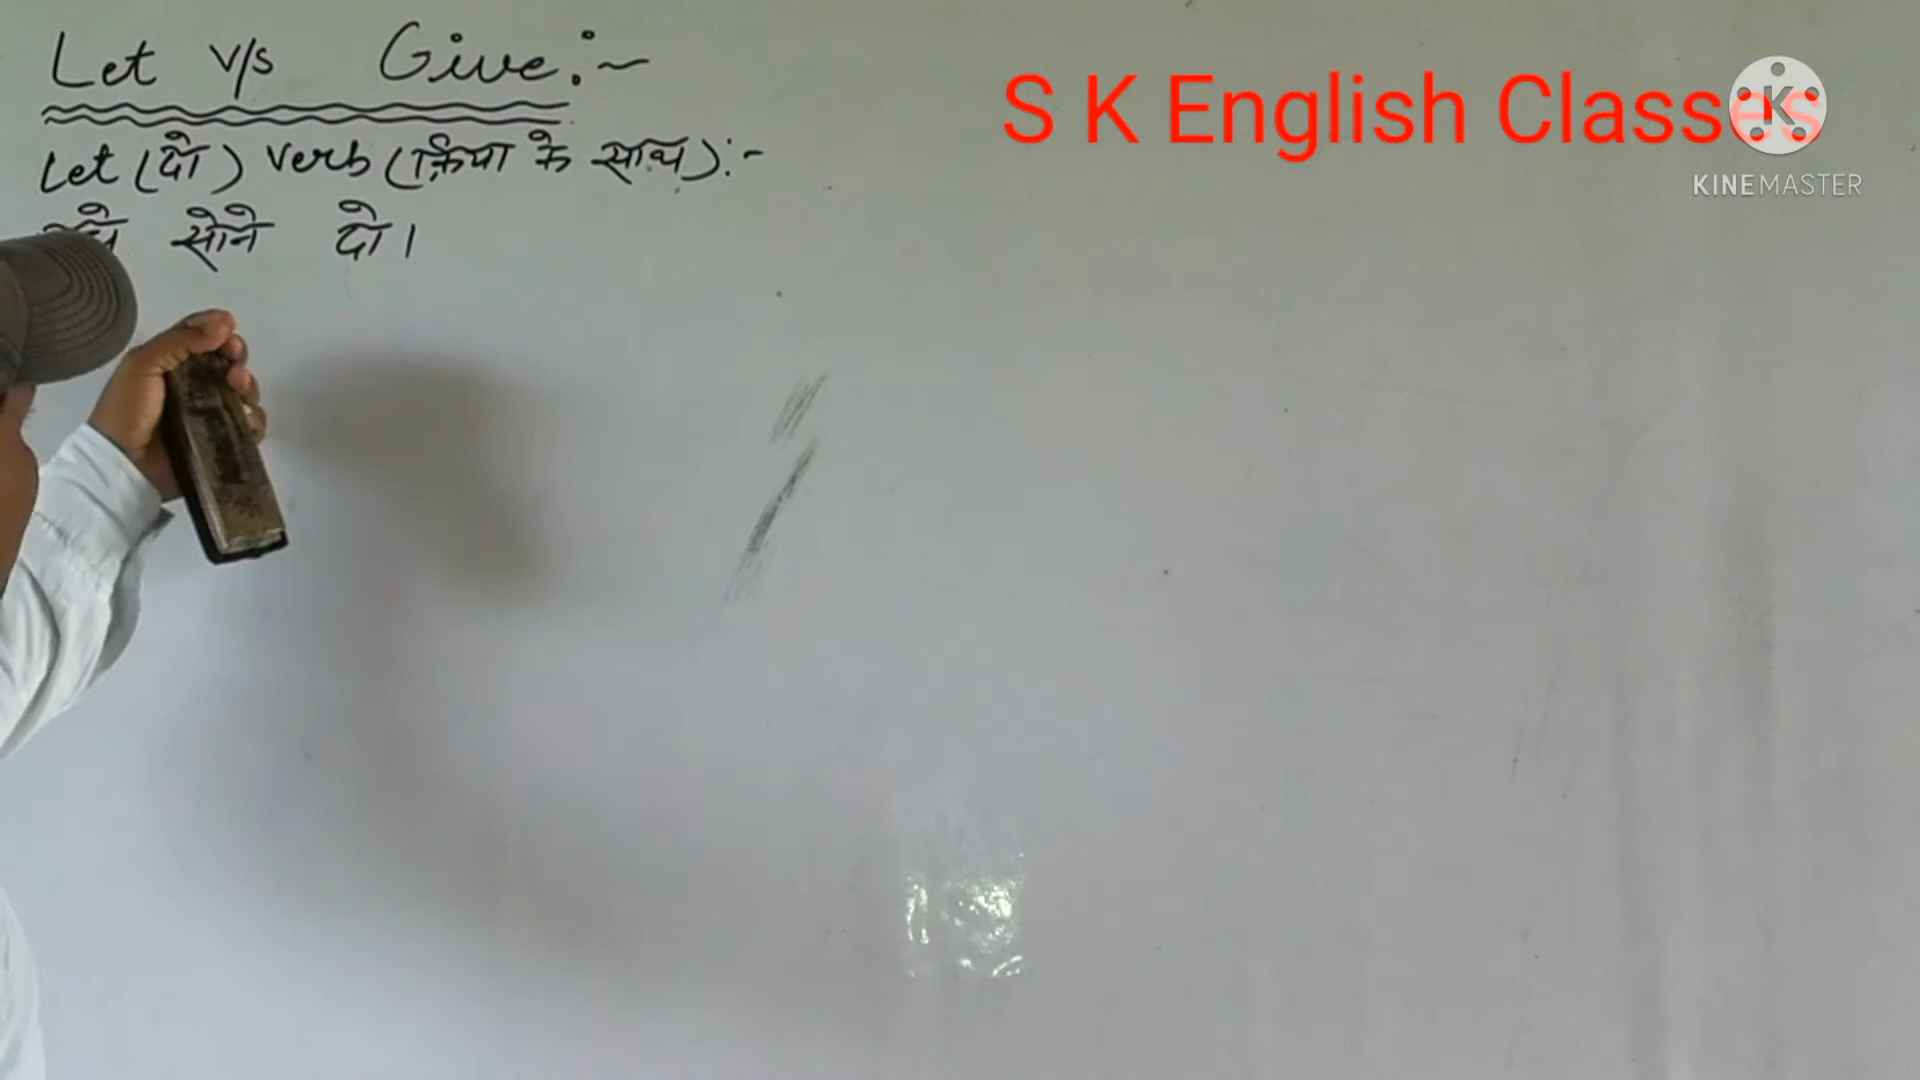 Let v/s Give :~
S K English Classes
KINEMASTER
Let (दो) verb (क्रिया के साथ) :-
सोने दो।